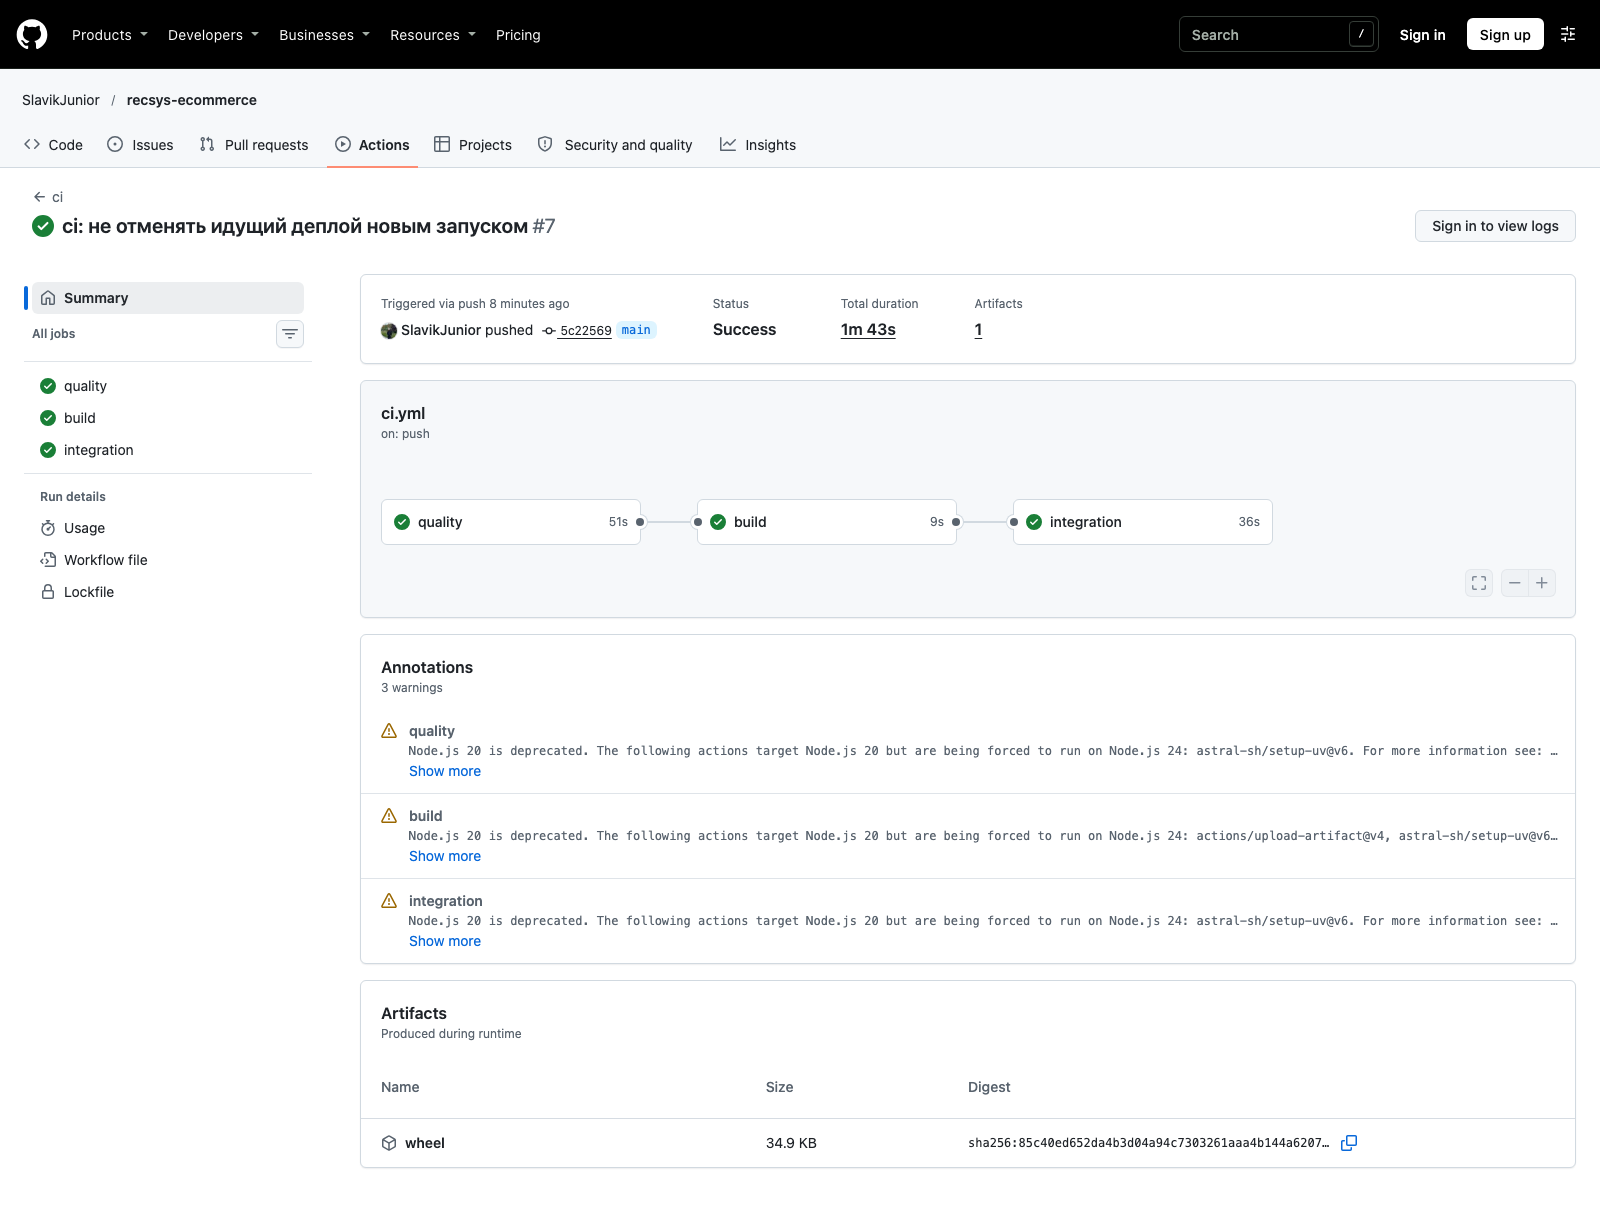 Products Developers Businesses Resources Pricing Search / Sign in Sign up
SlavikJunior / recsys-ecommerce
Code Issues Pull requests Actions Projects Security and quality Insights
ci
ci: не отменять идущий деплой новым запуском #7
Sign in to view logs
Summary
All jobs
quality
build
integration
Run details
Usage
Workflow file
Lockfile
Triggered via push 8 minutes ago
SlavikJunior pushed 5c22569 main
Status
Success
Total duration
1m 43s
Artifacts
1
ci.yml
on: push
quality 51s
build 9s
integration 36s
Annotations
3 warnings
quality
Node.js 20 is deprecated. The following actions target Node.js 20 but are being forced to run on Node.js 24: astral-sh/setup-uv@v6. For more information see: …
Show more
build
Node.js 20 is deprecated. The following actions target Node.js 20 but are being forced to run on Node.js 24: actions/upload-artifact@v4, astral-sh/setup-uv@v6…
Show more
integration
Node.js 20 is deprecated. The following actions target Node.js 20 but are being forced to run on Node.js 24: astral-sh/setup-uv@v6. For more information see: …
Show more
Artifacts
Produced during runtime
Name Size Digest
wheel 34.9 KB sha256:85c40ed652da4b3d04a94c7303261aaa4b144a6207…